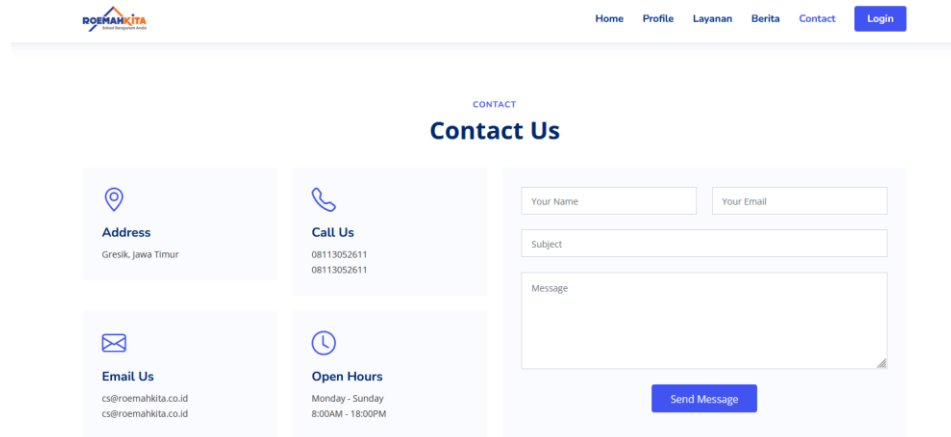 ROEMAHKITA
Home Profile Layanan Berita Contact Login
CONTACT
Contact Us
Address
Gresik, Jawa Timur
Call Us
08113052611
08113052611
Email Us
cs@roemahkita.co.id
cs@roemahkita.co.id
Open Hours
Monday - Sunday
8:00AM - 18:00PM
Your Name
Your Email
Subject
Message
Send Message